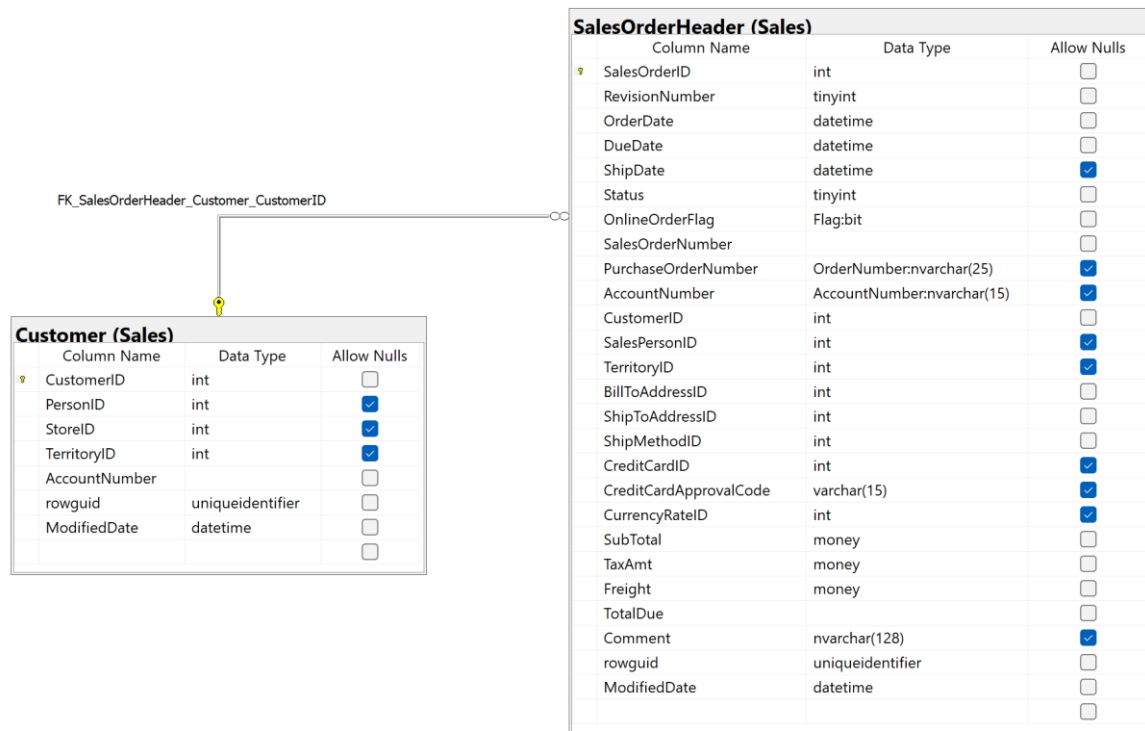 SalesOrderHeader (Sales)
Column Name Data Type Allow Nulls
SalesOrderID int
RevisionNumber tinyint
OrderDate datetime
DueDate datetime
ShipDate datetime
Status tinyint
OnlineOrderFlag Flag:bit
SalesOrderNumber
PurchaseOrderNumber OrderNumber:nvarchar(25)
AccountNumber AccountNumber:nvarchar(15)
CustomerID int
SalesPersonID int
TerritoryID int
BillToAddressID int
ShipToAddressID int
ShipMethodID int
CreditCardID int
CreditCardApprovalCode varchar(15)
CurrencyRateID int
SubTotal money
TaxAmt money
Freight money
TotalDue
Comment nvarchar(128)
rowguid uniqueidentifier
ModifiedDate datetime
FK_SalesOrderHeader_Customer_CustomerID
Customer (Sales)
Column Name Data Type Allow Nulls
CustomerID int
PersonID int
StoreID int
TerritoryID int
AccountNumber
rowguid uniqueidentifier
ModifiedDate datetime